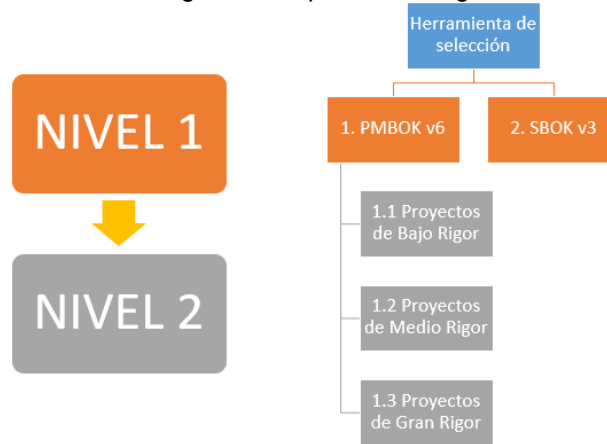 Herramienta de
selección
NIVEL 1
1. PMBOK v6
2. SBOK v3
1.1 Proyectos
de Bajo Rigor
NIVEL 2
1.2 Proyectos
de Medio Rigor
1.3 Proyectos
de Gran Rigor